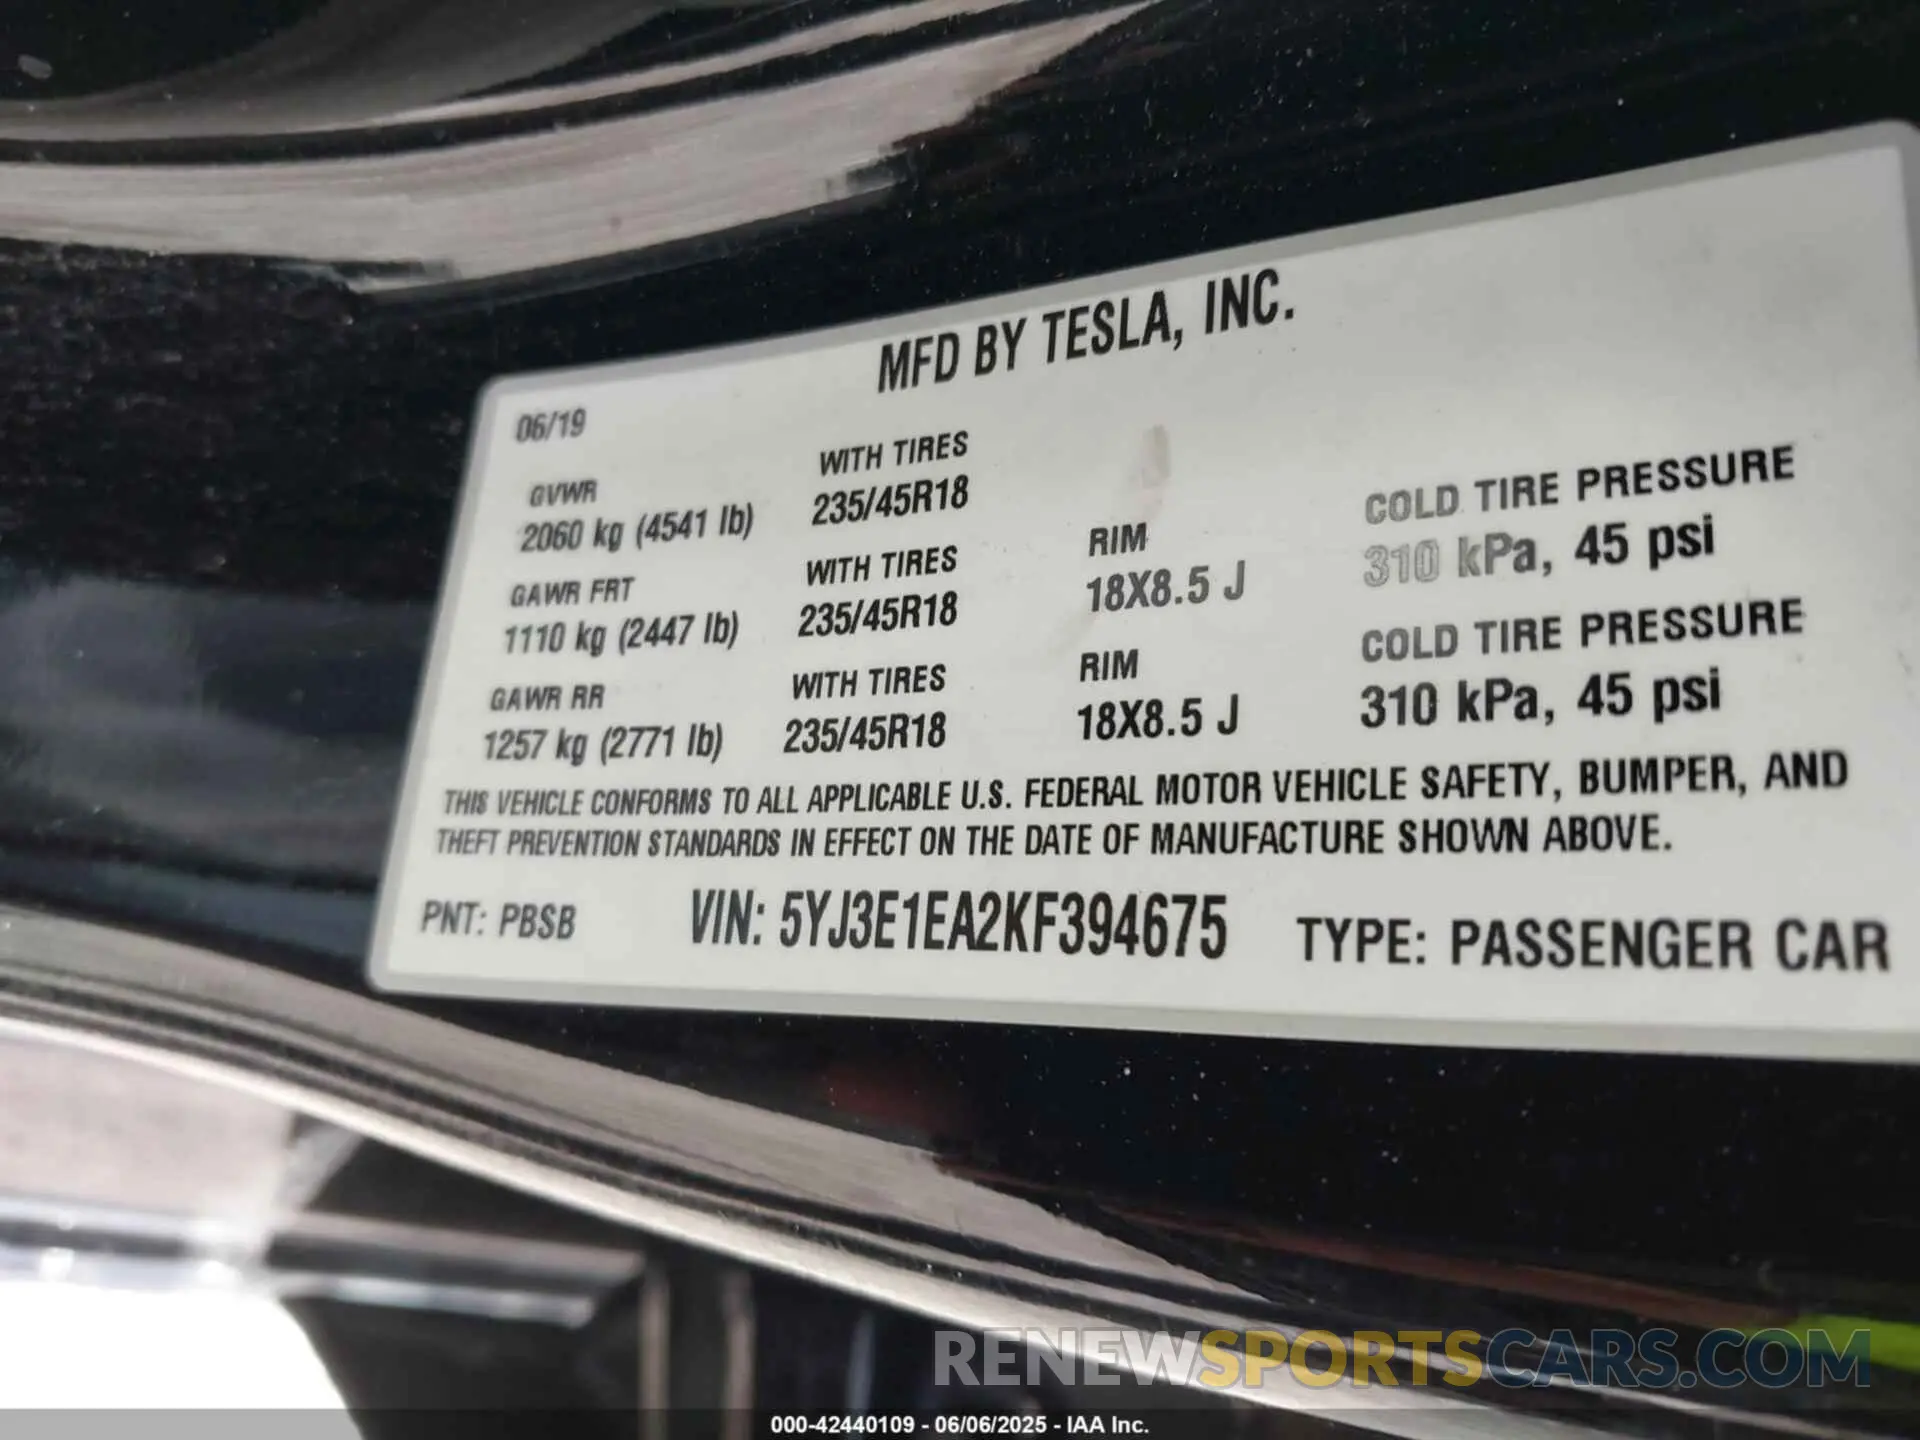 MFD BY TESLA, INC.
06/19
GVWR
2060 kg (4541 lb)
WITH TIRES
235/45R18
GAWR FRT
1110 kg (2447 lb)
WITH TIRES
235/45R18
RIM
18X8.5 J
COLD TIRE PRESSURE
310 kPa, 45 psi
GAWR RR
1257 kg (2771 lb)
WITH TIRES
235/45R18
RIM
18X8.5 J
COLD TIRE PRESSURE
310 kPa, 45 psi
THIS VEHICLE CONFORMS TO ALL APPLICABLE U.S. FEDERAL MOTOR VEHICLE SAFETY, BUMPER, AND
THEFT PREVENTION STANDARDS IN EFFECT ON THE DATE OF MANUFACTURE SHOWN ABOVE.
PNT: PBSB
VIN: 5YJ3E1EA2KF394675
TYPE: PASSENGER CAR
RENEWSPORTSCARS.COM
000-42440109 - 06/06/2025 - IAA Inc.